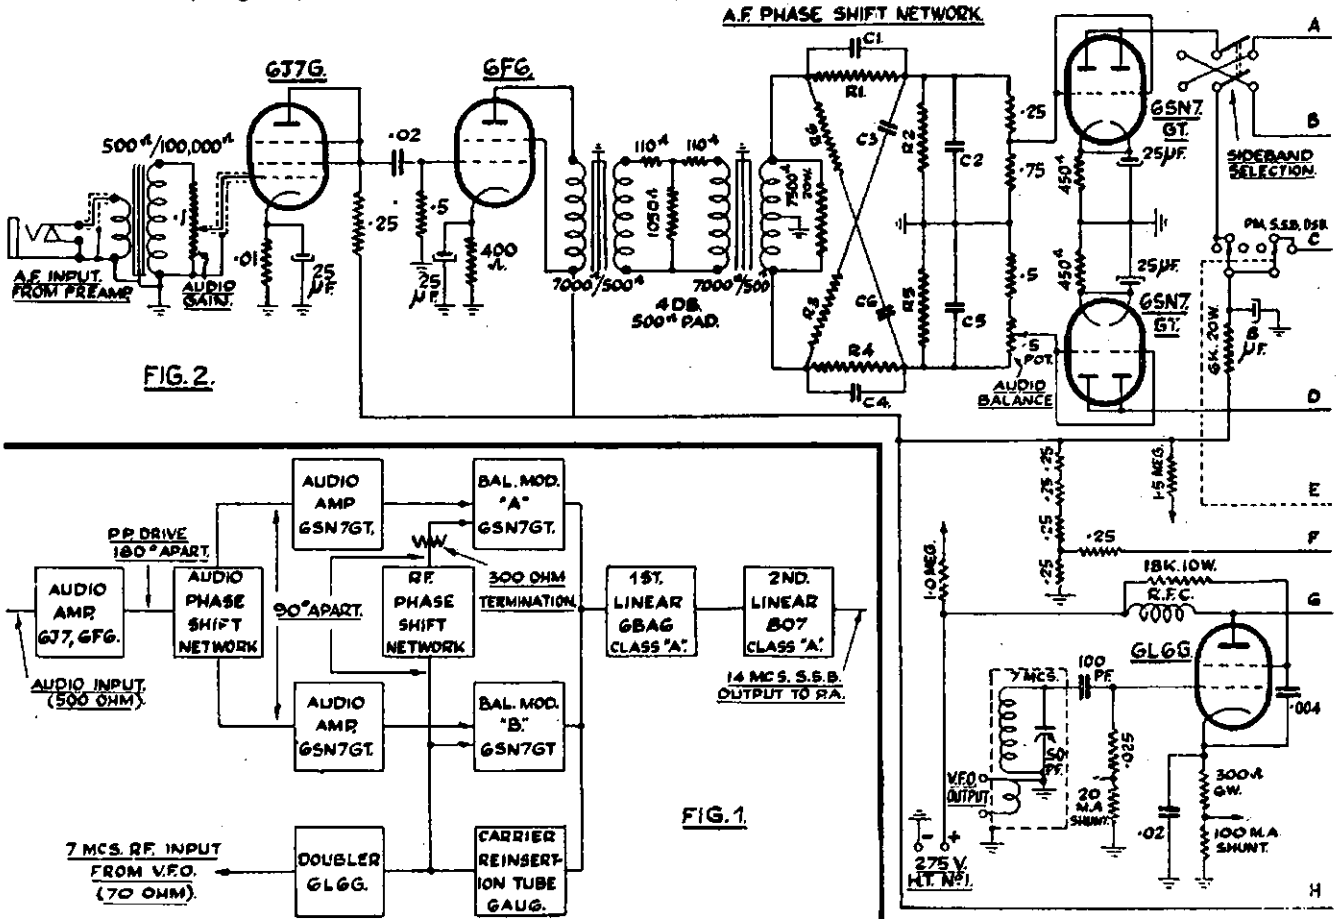 A.F. PHASE SHIFT NETWORK.
6J7G.
6F6.
500Ω/100,000Ω
.1
.01
25
µF.
A.F. INPUT.
FROM PREAMP.
AUDIO
GAIN.
.25
.02
.5
25
µF.
400
Ω.
7000Ω/500Ω
110Ω
110Ω
1050Ω
4 DB.
500Ω PAD.
7000Ω/500
7500Ω
20W.
C1.
R1.
R6
C3
R2
C2
R3
C6
R5
C5
R4
C4.
.25
.75
.5
.5
POT.
AUDIO
BALANCE
450Ω
25µF.
6SN7.
GT.
450Ω
25µF.
6SN7.
GT.
SIDEBAND
SELECTION.
A
B
PM. S.S.B. DSB.
C
6K. 20W.
8
µF.
D
E
FIG. 2.
.25
.25
.25
.25
.25
.25
1.5 MEG.
F
1.0 MEG.
18K. 10W.
R.F.C.
G
6L6G.
7 MCS.
100
PF.
50
PF.
.025
20
M.A
SHUNT.
V.F.O.
OUTPUT
.004
300Ω
6W.
.02
100 M.A.
SHUNT.
- +
275 V.
H.T. Nº1.
H
AUDIO
AMP.
6J7, 6F6.
AUDIO INPUT.
(500 OHM).
P.P. DRIVE
180° APART.
AUDIO
PHASE
SHIFT
NETWORK
AUDIO
AMP
6SN7GT.
90° APART.
BAL. MOD.
"A"
6SN7GT.
R.F.
PHASE
SHIFT
NETWORK
300 OHM
TERMINATION.
AUDIO
AMP.
6SN7GT.
BAL. MOD.
"B."
6SN7GT
1ST.
LINEAR
6BA6
CLASS "A".
2ND.
LINEAR
807
CLASS "A".
14 MCS. S.S.B.
OUTPUT TO P.A.
7 MCS. R.F. INPUT
FROM V.F.O.
(70 OHM).
DOUBLER
6L6G.
CARRIER
REINSERT-
ION TUBE
6AU6.
FIG. 1.